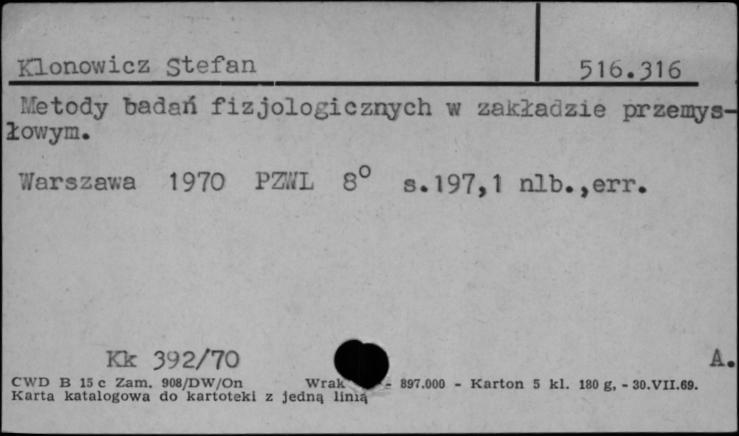 Klonowicz Stefan 516.316
Metody badań fizjologicznych w zakładzie przemys-
łowym.
Warszawa 1970 PZWL 8° s.197,1 nlb.,err.
Kk 392/70 A.
CWD B 15 c Zam. 908/DW/On Wrak - 897.000 - Karton 5 kl. 180 g. - 30.VII.69.
Karta katalogowa do kartoteki z jedną linią